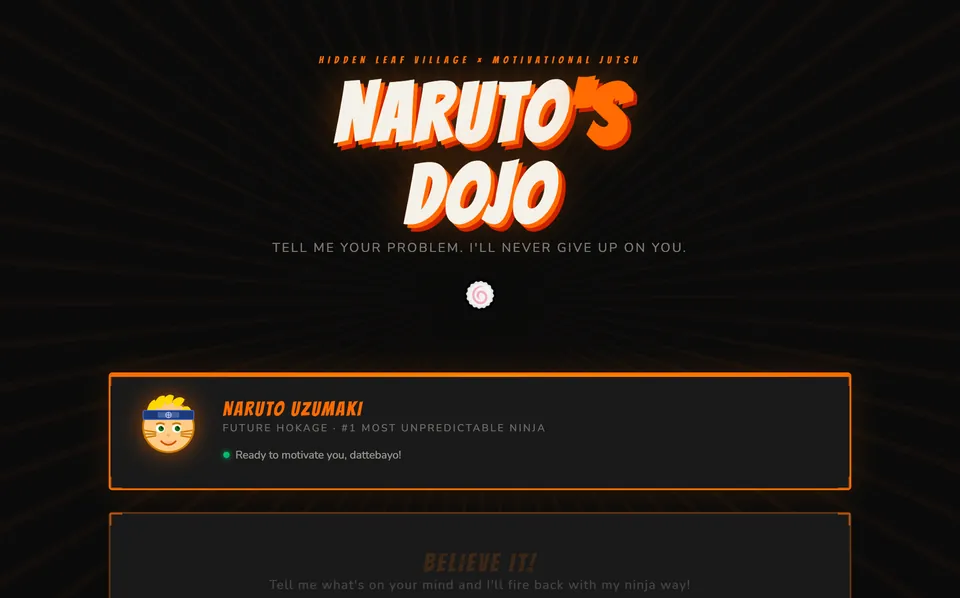 HIDDEN LEAF VILLAGE × MOTIVATIONAL JUTSU
NARUTO'S
DOJO
TELL ME YOUR PROBLEM. I'LL NEVER GIVE UP ON YOU.
NARUTO UZUMAKI
FUTURE HOKAGE · #1 MOST UNPREDICTABLE NINJA
Ready to motivate you, dattebayo!
BELIEVE IT!
Tell me what's on your mind and I'll fire back with my ninja way!